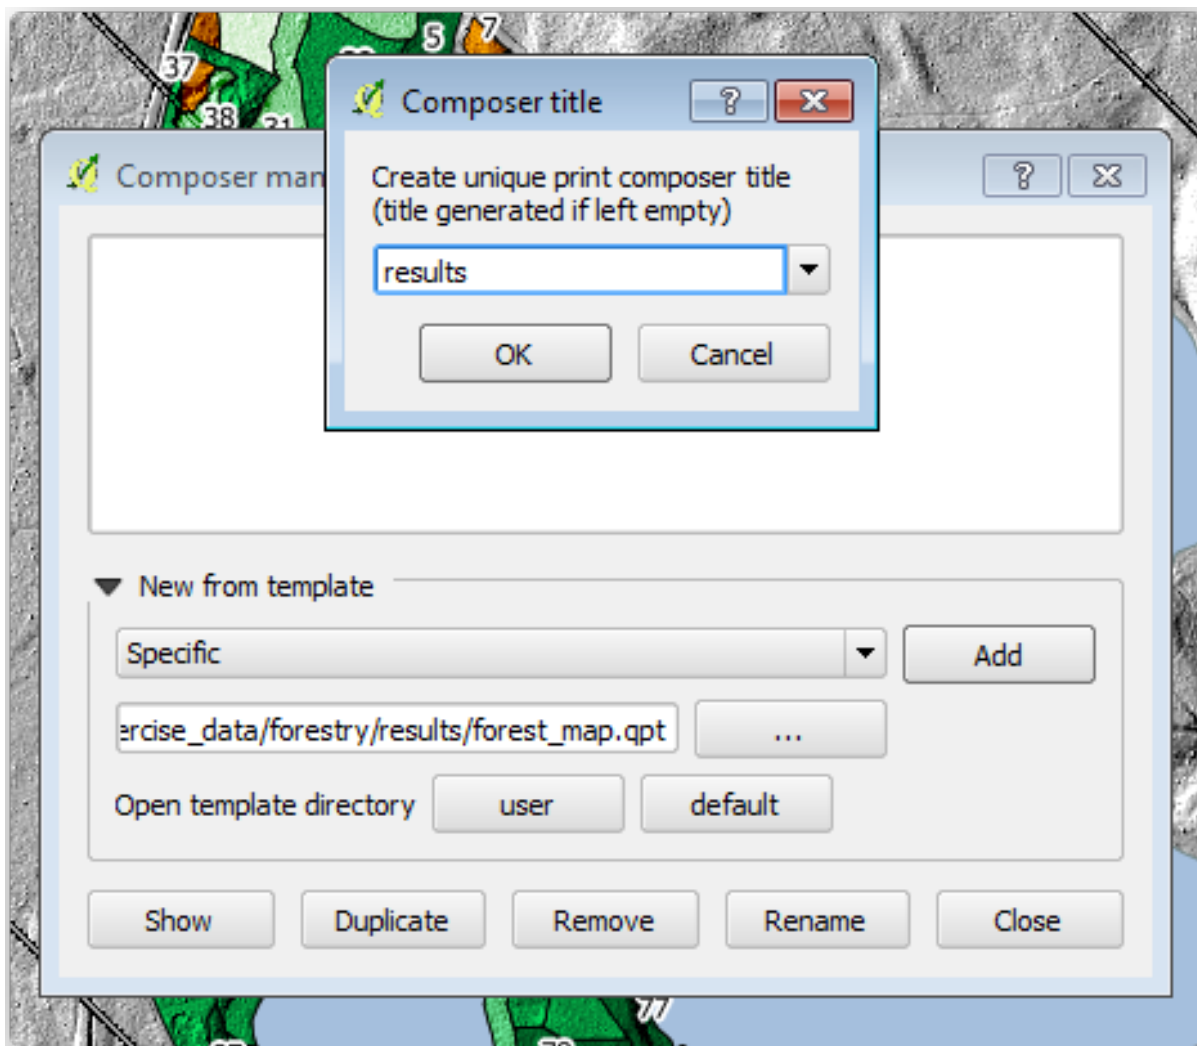 5
7
37
38
Composer title
Composer man
Create unique print composer title
(title generated if left empty)
results
OK
Cancel
New from template
Specific
Add
ercise_data/forestry/results/forest_map.qpt
...
Open template directory
user
default
Show
Duplicate
Remove
Rename
Close